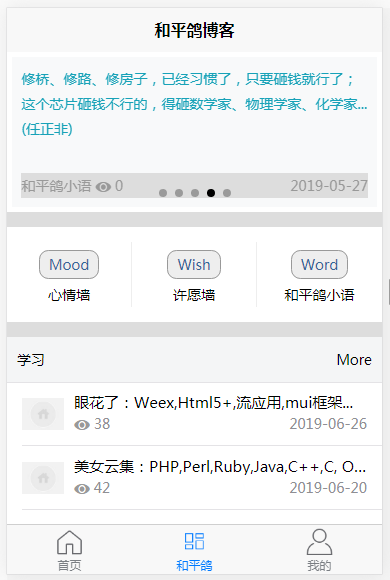 和平鸽博客
修桥、修路、修房子，已经习惯了，只要砸钱就行了；
这个芯片砸钱不行的，得砸数学家、物理学家、化学家...
(任正非)
和平鸽小语 0 2019-05-27
Mood Wish Word
心情墙 许愿墙 和平鸽小语
学习 More
眼花了：Weex,Html5+,流应用,mui框架...
38 2019-06-26
美女云集：PHP,Perl,Ruby,Java,C++,C, O...
42 2019-06-20
首页 和平鸽 我的